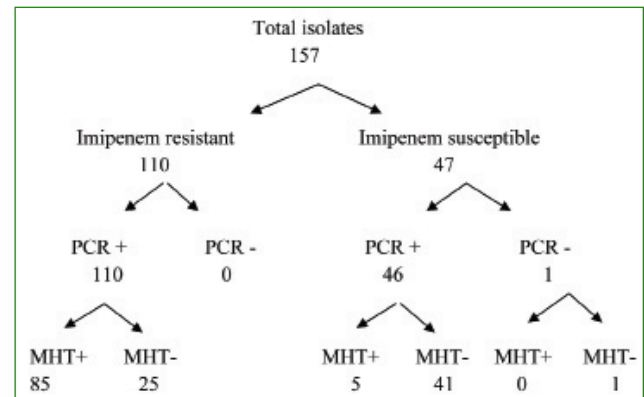 Total isolates
157
Imipenem resistant Imipenem susceptible
110 47
PCR + PCR - PCR + PCR -
110 0 46 1
MHT+ MHT- MHT+ MHT- MHT+ MHT-
85 25 5 41 0 1